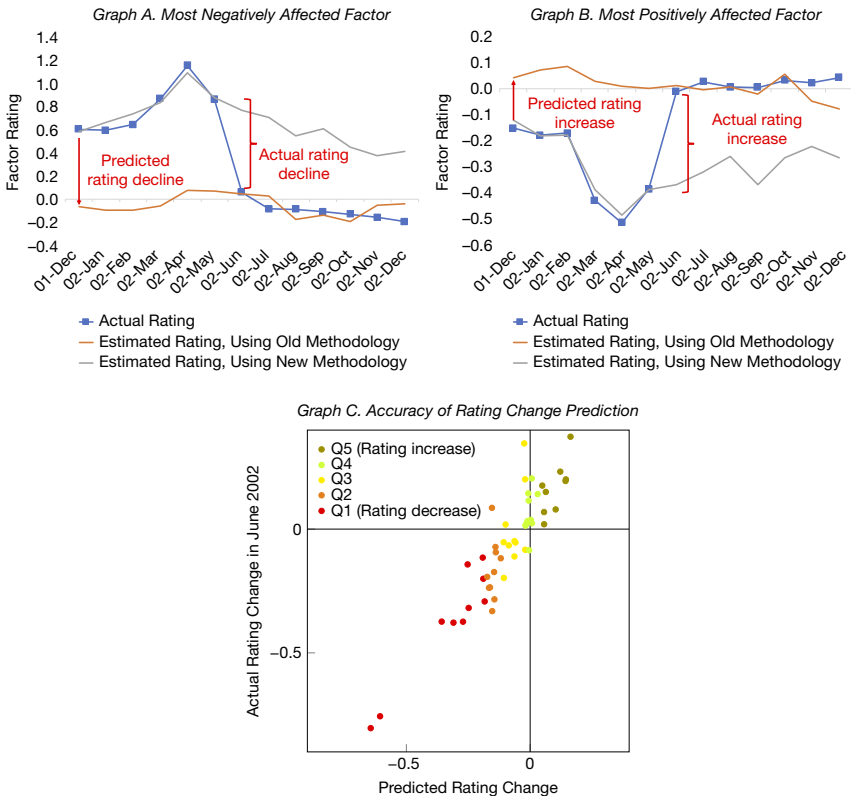 Graph A. Most Negatively Affected Factor
Factor Rating
1.4
1.2
1.0
0.8
0.6
0.4
0.2
0.0
−0.2
−0.4
Predicted
rating decline
Actual rating
decline
01-Dec
02-Jan
02-Feb
02-Mar
02-Apr
02-May
02-Jun
02-Jul
02-Aug
02-Sep
02-Oct
02-Nov
02-Dec
Actual Rating
Estimated Rating, Using Old Methodology
Estimated Rating, Using New Methodology
Graph B. Most Positively Affected Factor
Factor Rating
0.2
0.1
0.0
−0.1
−0.2
−0.3
−0.4
−0.5
−0.6
Predicted rating
increase
Actual rating
increase
01-Dec
02-Jan
02-Feb
02-Mar
02-Apr
02-May
02-Jun
02-Jul
02-Aug
02-Sep
02-Oct
02-Nov
02-Dec
Actual Rating
Estimated Rating, Using Old Methodology
Estimated Rating, Using New Methodology
Graph C. Accuracy of Rating Change Prediction
Actual Rating Change in June 2002
Q5 (Rating increase)
Q4
Q3
Q2
Q1 (Rating decrease)
0
−0.5
−0.5
0
Predicted Rating Change